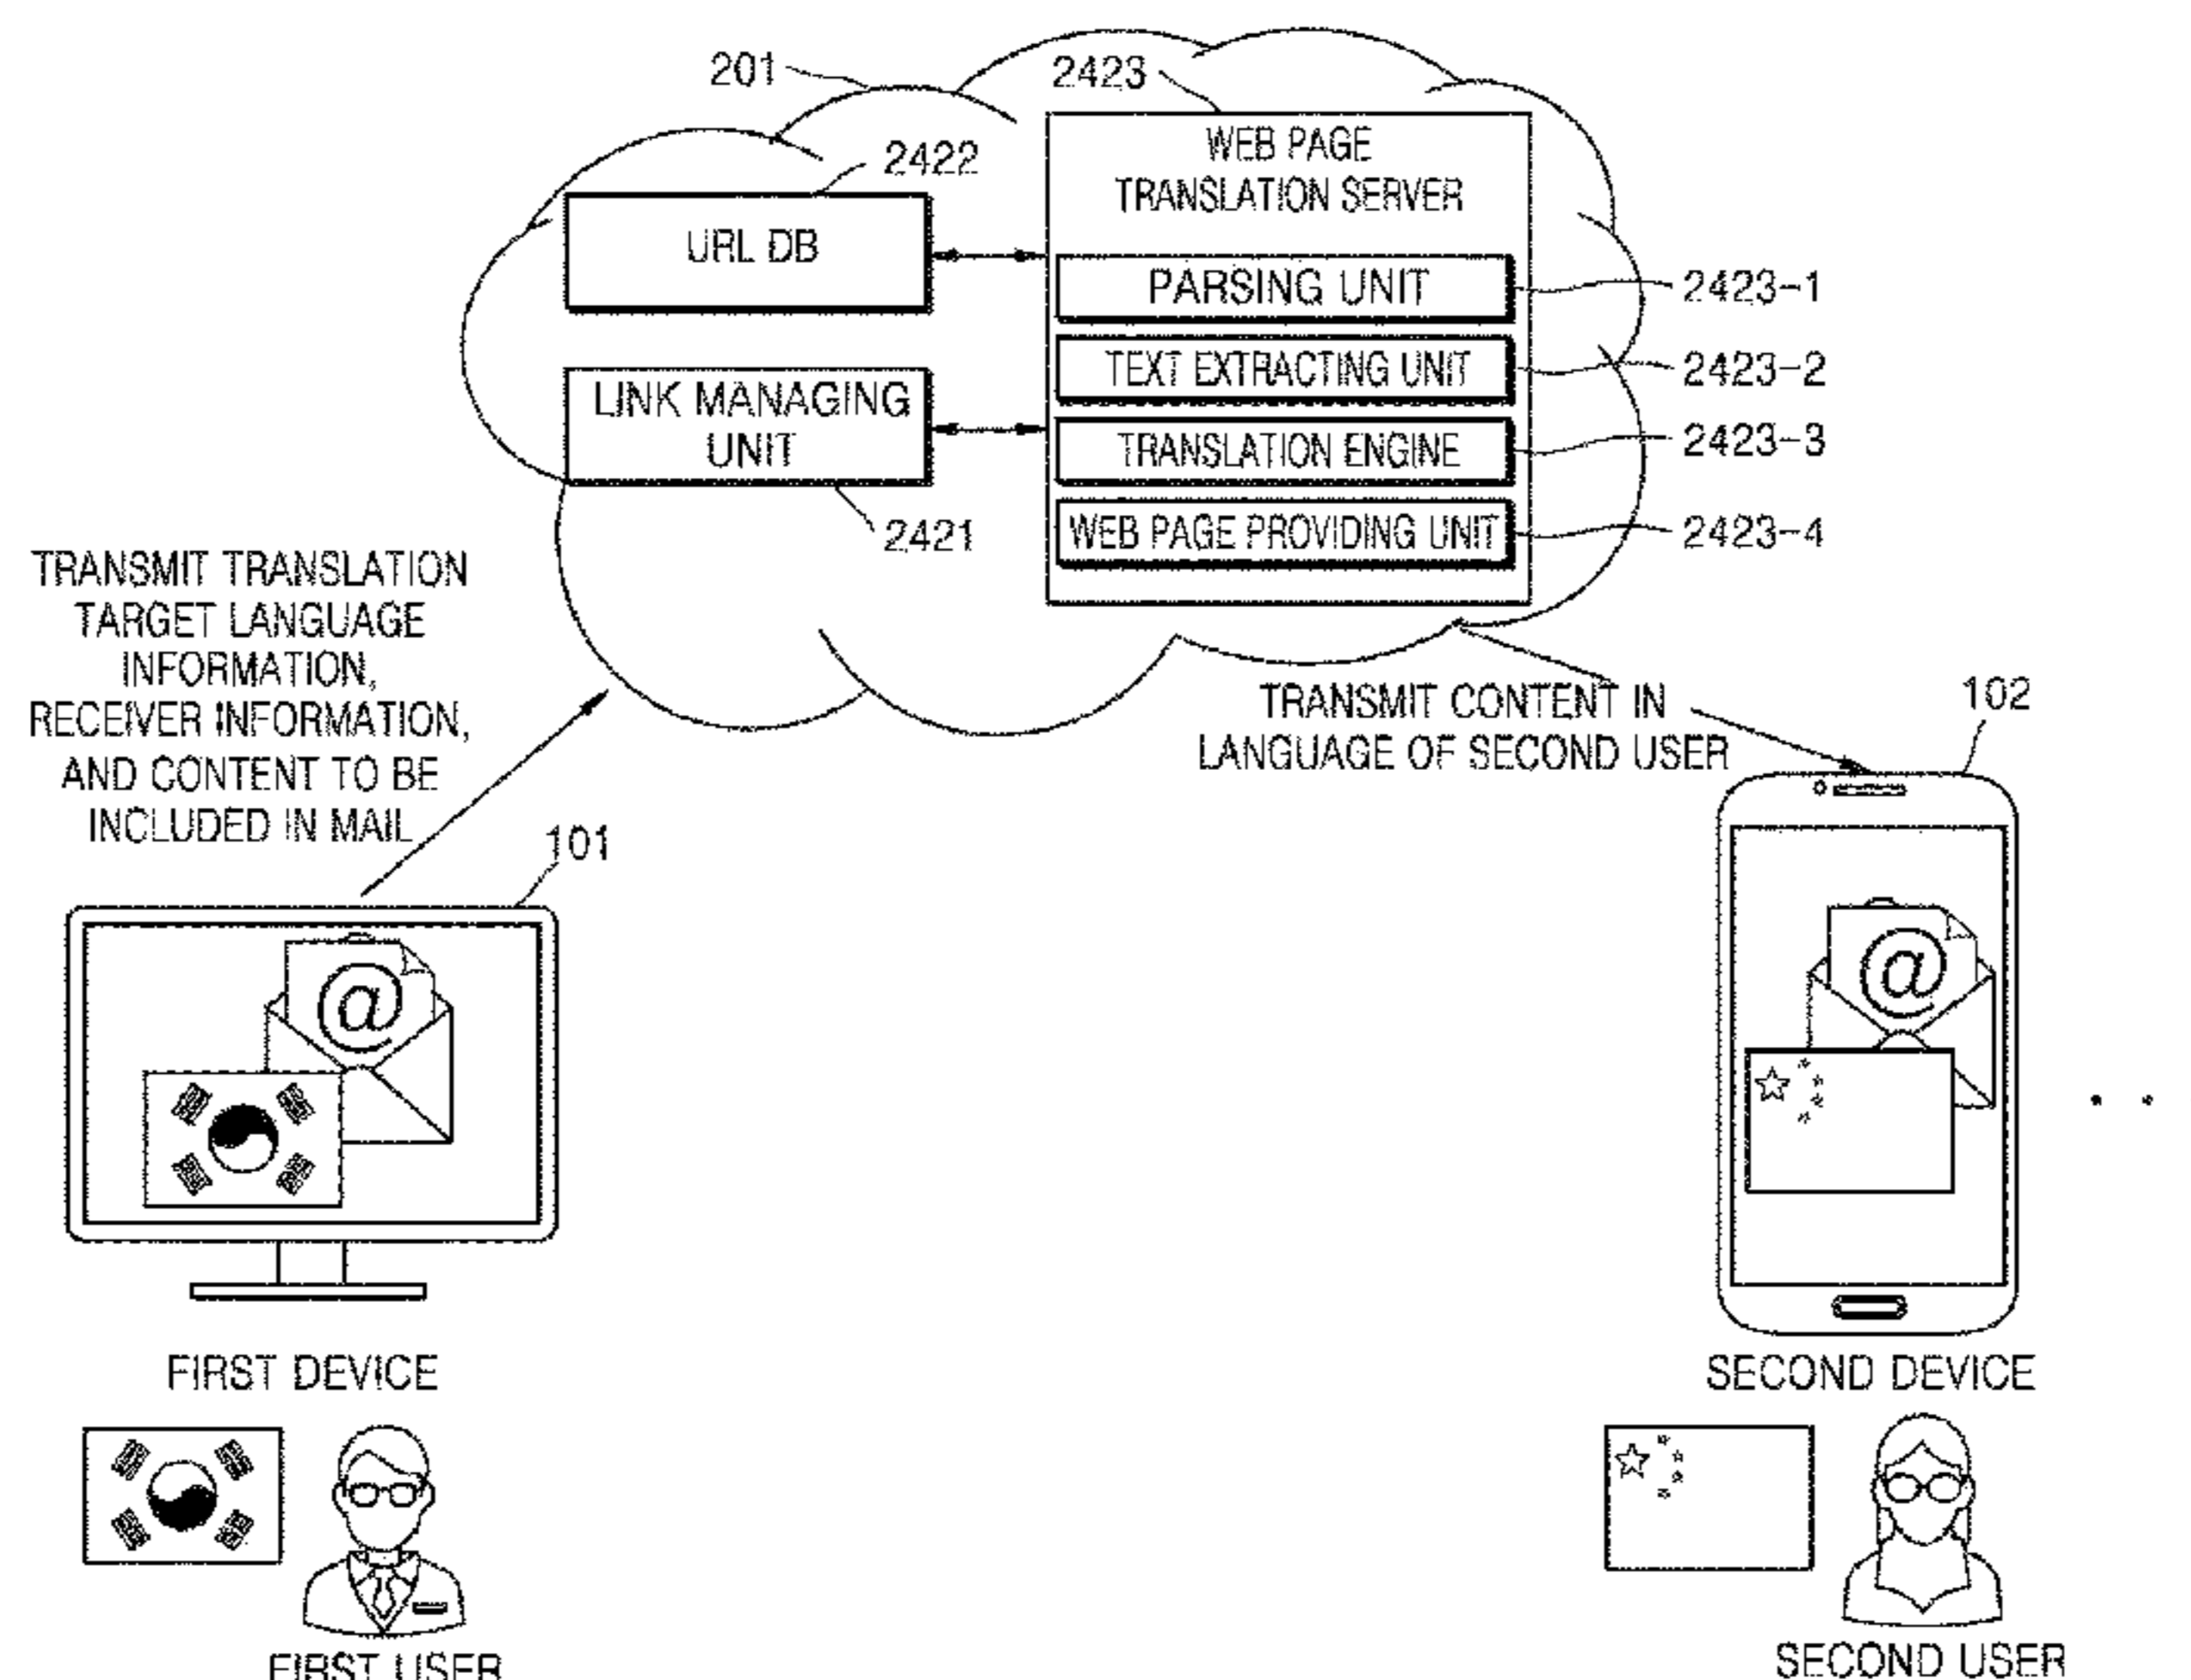 201
2423
2422
WEB PAGE
TRANSLATION SERVER
URL DB
PARSING UNIT
2423-1
TEXT EXTRACTING UNIT
2423-2
LINK MANAGING
UNIT
TRANSLATION ENGINE
2423-3
2421
WEB PAGE PROVIDING UNIT
2423-4
TRANSMIT TRANSLATION
TARGET LANGUAGE
INFORMATION,
RECEIVER INFORMATION,
AND CONTENT TO BE
INCLUDED IN MAIL
TRANSMIT CONTENT IN
LANGUAGE OF SECOND USER
102
101
@
@
FIRST DEVICE
SECOND DEVICE
FIRST USER
SECOND USER